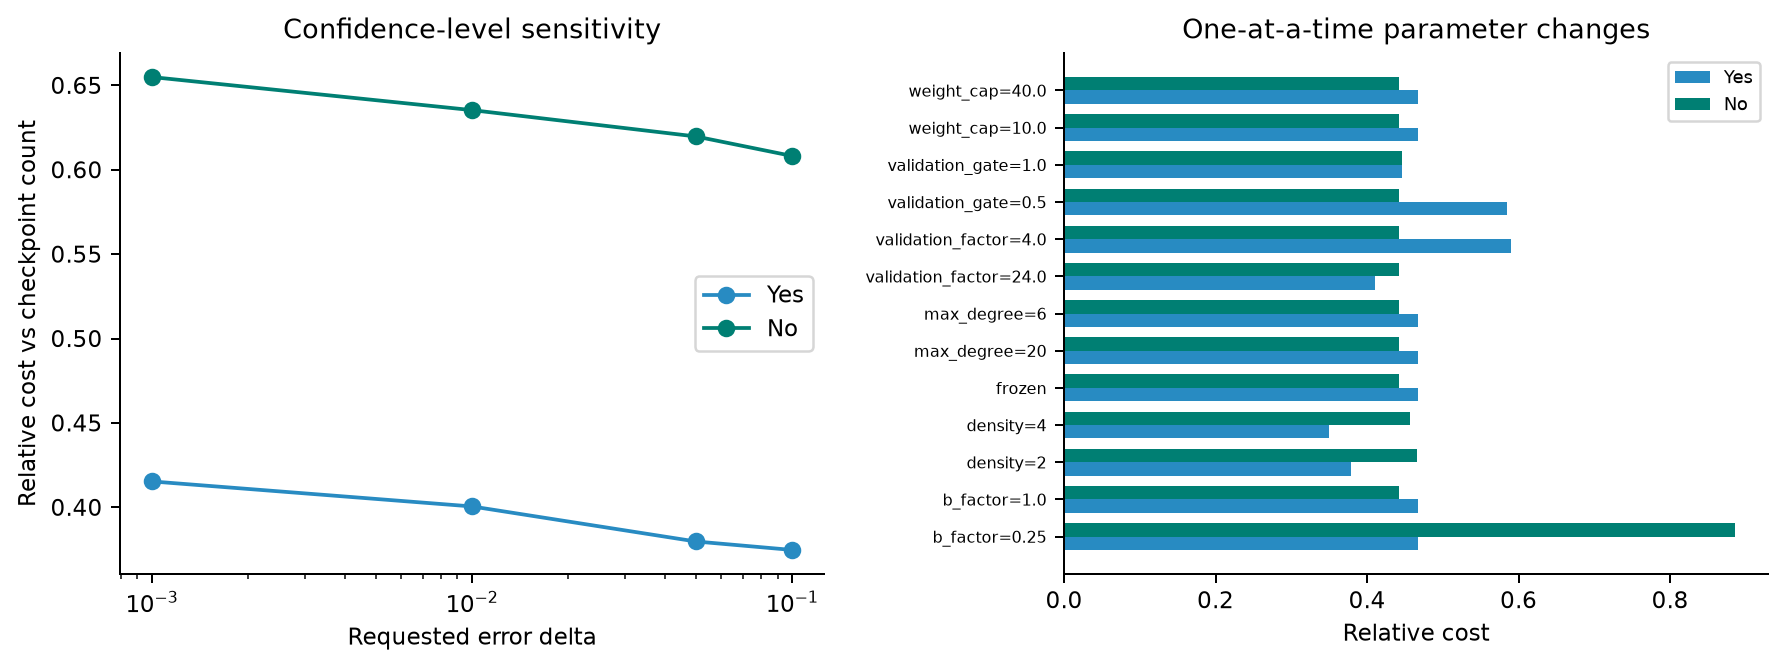 Confidence-level sensitivity
Relative cost vs checkpoint count
0.65
0.60
0.55
0.50
0.45
0.40
Yes
No
10⁻³
10⁻²
10⁻¹
Requested error delta
One-at-a-time parameter changes
Yes
No
weight_cap=40.0
weight_cap=10.0
validation_gate=1.0
validation_gate=0.5
validation_factor=4.0
validation_factor=24.0
max_degree=6
max_degree=20
frozen
density=4
density=2
b_factor=1.0
b_factor=0.25
0.0
0.2
0.4
0.6
0.8
Relative cost